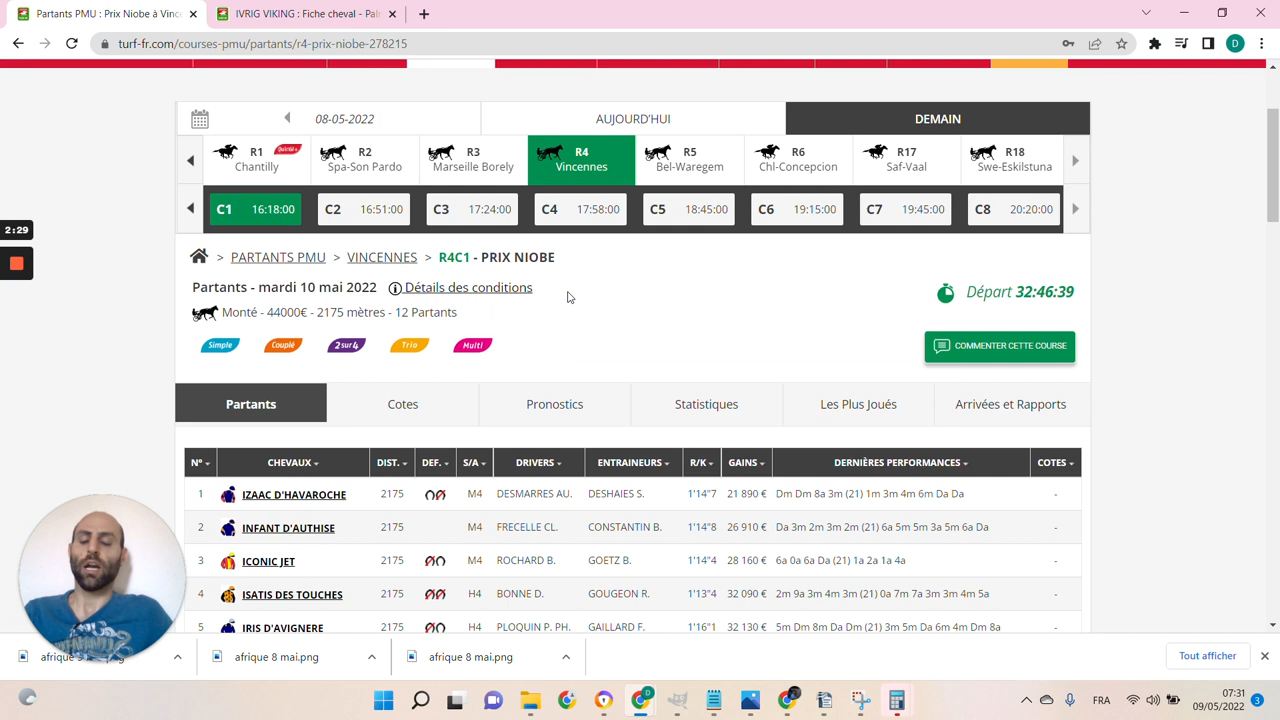 Partants PMU : Prix Niobe à Vince
IVRIG VIKING : Fiche cheval - Pal
turf-fr.com/courses-pmu/partants/r4-prix-niobe-278215
D
08-05-2022
AUJOURD'HUI
DEMAIN
R1 Chantilly Quinté+
R2 Spa-Son Pardo
R3 Marseille Borely
R4 Vincennes
R5 Bel-Waregem
R6 Chl-Concepcion
R17 Saf-Vaal
R18 Swe-Eskilstuna
C1 16:18:00 C2 16:51:00 C3 17:24:00 C4 17:58:00 C5 18:45:00 C6 19:15:00 C7 19:45:00 C8 20:20:00
2:29
> PARTANTS PMU > VINCENNES > R4C1 - PRIX NIOBE
Partants - mardi 10 mai 2022 Détails des conditions
Départ 32:46:39
Monté - 44000€ - 2175 mètres - 12 Partants
Simple Couplé 2sur4 Trio Multi
COMMENTER CETTE COURSE
Partants Cotes Pronostics Statistiques Les Plus Joués Arrivées et Rapports
N° CHEVAUX DIST. DEF. S/A DRIVERS ENTRAINEURS R/K GAINS DERNIÈRES PERFORMANCES COTES
1 IZAAC D'HAVAROCHE 2175 M4 DESMARRES AU. DESHAIES S. 1'14"7 21 890 € Dm Dm 8a 3m (21) 1m 3m 4m 6m Da Da -
2 INFANT D'AUTHISE 2175 M4 FRECELLE CL. CONSTANTIN B. 1'14"8 26 910 € Da 3m 2m 3m 2m (21) 6a 5m 5m 3a 5m 6a Da -
3 ICONIC JET 2175 M4 ROCHARD B. GOETZ B. 1'14"4 28 160 € 6a 0a 6a Da (21) 1a 2a 1a 4a -
4 ISATIS DES TOUCHES 2175 H4 BONNE D. GOUGEON R. 1'13"4 32 090 € 2m 9a 3m 4m 3m (21) 0a 7m 7a 3m 3m 4m 5a -
5 IRIS D'AVIGNERE 2175 H4 PLOQUIN P. PH. GAILLARD F. 1'16"1 32 130 € 5m Dm 8m Da Dm (21) 3m 5m Da 6m 4m Dm 8a -
afrique 8 mai.png
afrique 8 mai.png
Tout afficher
FRA
07:31
09/05/2022
3